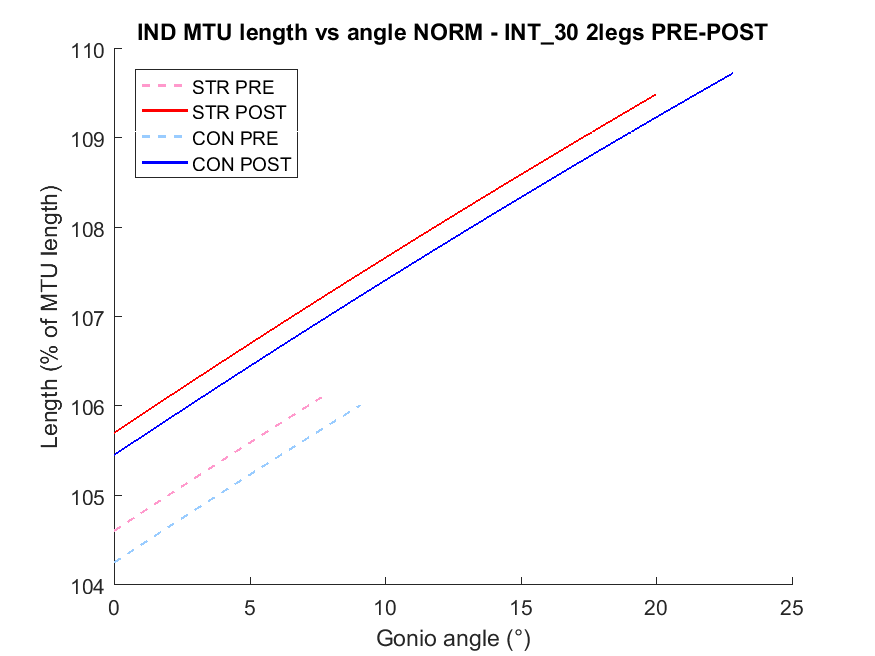 IND MTU length vs angle NORM - INT_30 2legs PRE-POST
110
109
108
107
106
105
104
Length (% of MTU length)
STR PRE
STR POST
CON PRE
CON POST
0 5 10 15 20 25
Gonio angle (°)